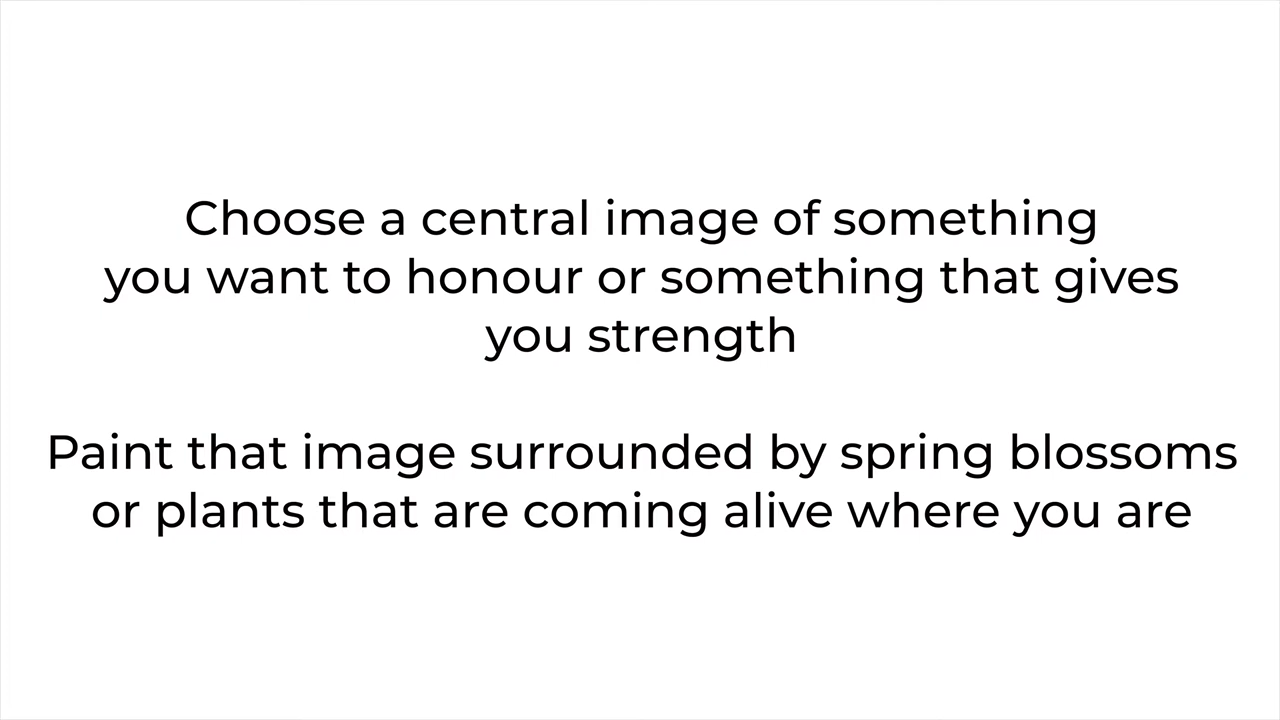 Choose a central image of something
you want to honour or something that gives
you strength
Paint that image surrounded by spring blossoms
or plants that are coming alive where you are